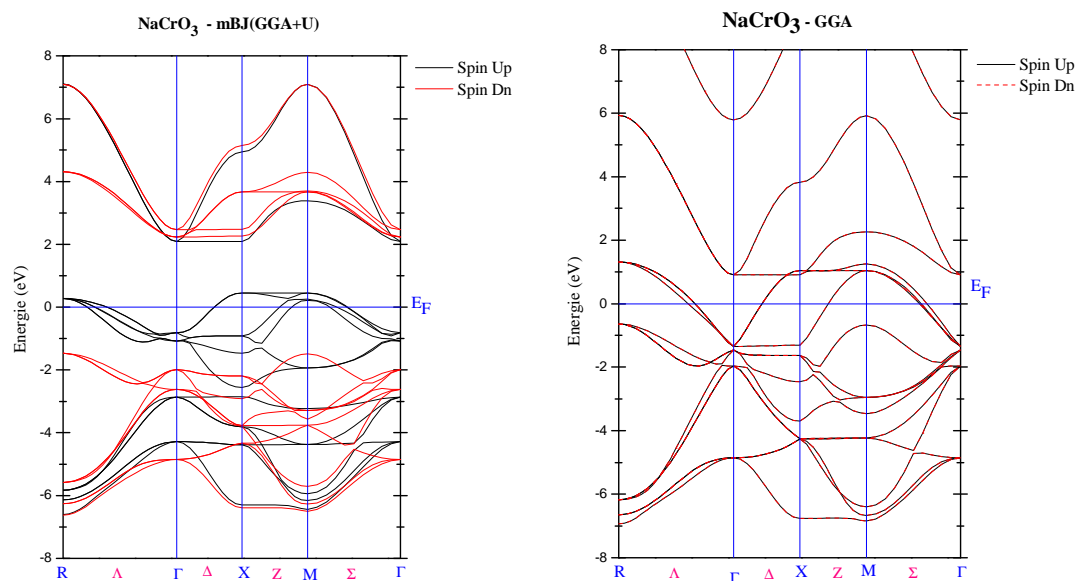 NaCrO3 - mBJ(GGA+U)
8
6
4
2
0
-2
-4
-6
-8
Energie (eV)
R
Λ
Γ
Δ
X
Z
M
Σ
Γ
EF
Spin Up
Spin Dn
NaCrO3 - GGA
8
6
4
2
0
-2
-4
-6
-8
Energie (eV)
R
Λ
Γ
Δ
X
Z
M
Σ
Γ
EF
Spin Up
Spin Dn